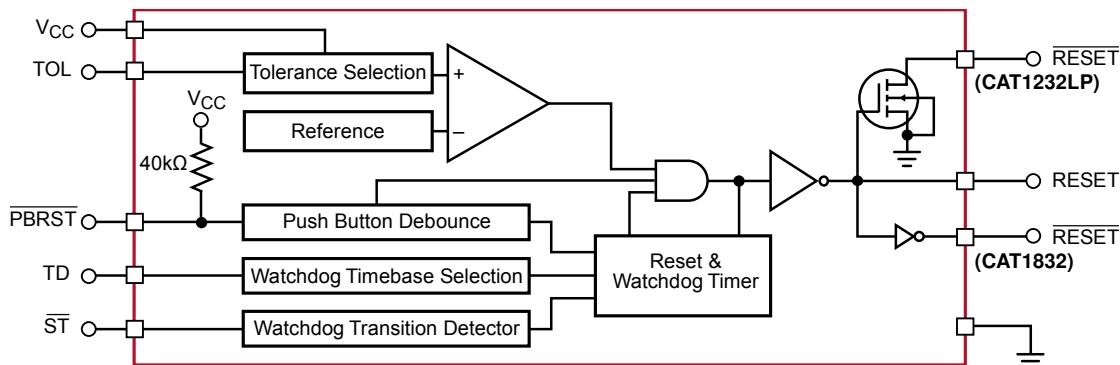 VCC
TOL
Tolerance Selection
+
Reference
–
VCC
40kΩ
PBRST
Push Button Debounce
TD
Watchdog Timebase Selection
ST
Watchdog Transition Detector
Reset &
Watchdog Timer
RESET
(CAT1232LP)
RESET
RESET
(CAT1832)